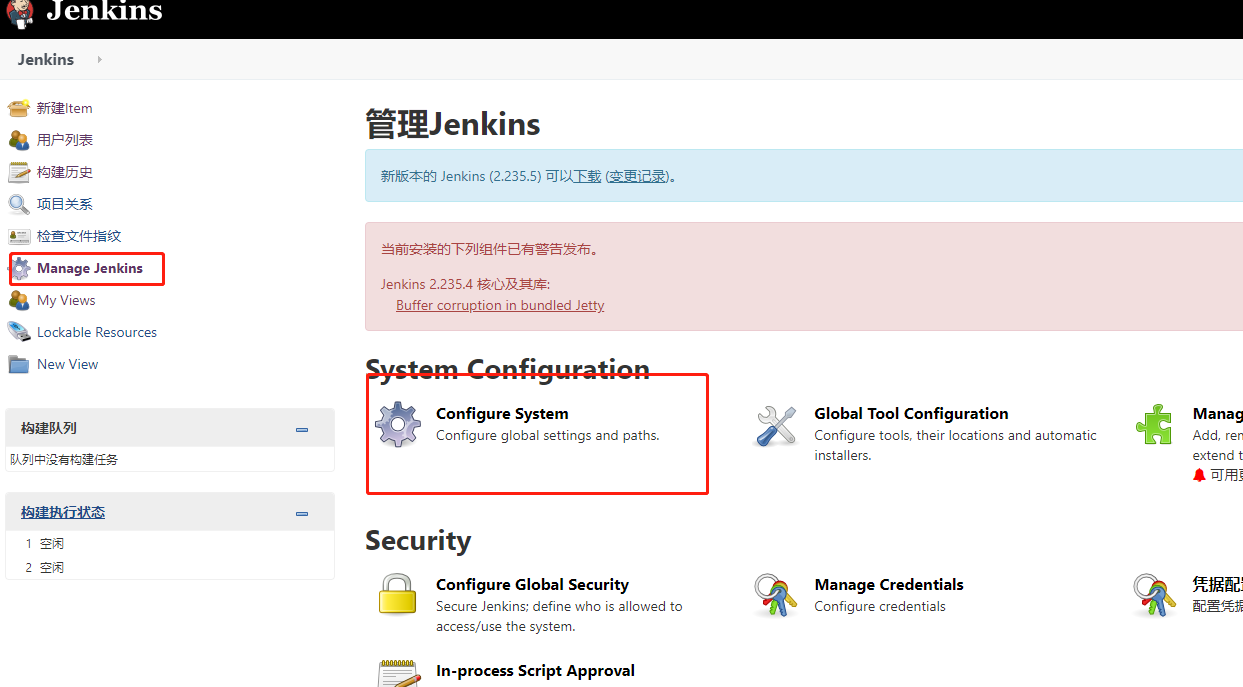 Jenkins
Jenkins
新建Item
用户列表
构建历史
项目关系
检查文件指纹
Manage Jenkins
My Views
Lockable Resources
New View
构建队列
队列中没有构建任务
构建执行状态
1 空闲
2 空闲
管理Jenkins
新版本的 Jenkins (2.235.5) 可以下载 (变更记录)。
当前安装的下列组件已有警告发布。
Jenkins 2.235.4 核心及其库:
Buffer corruption in bundled Jetty
System Configuration
Configure System
Configure global settings and paths.
Global Tool Configuration
Configure tools, their locations and automatic
installers.
Manag
Add, ren
extend t
可用更
Security
Configure Global Security
Secure Jenkins; define who is allowed to
access/use the system.
Manage Credentials
Configure credentials
凭据配置
配置凭据
In-process Script Approval